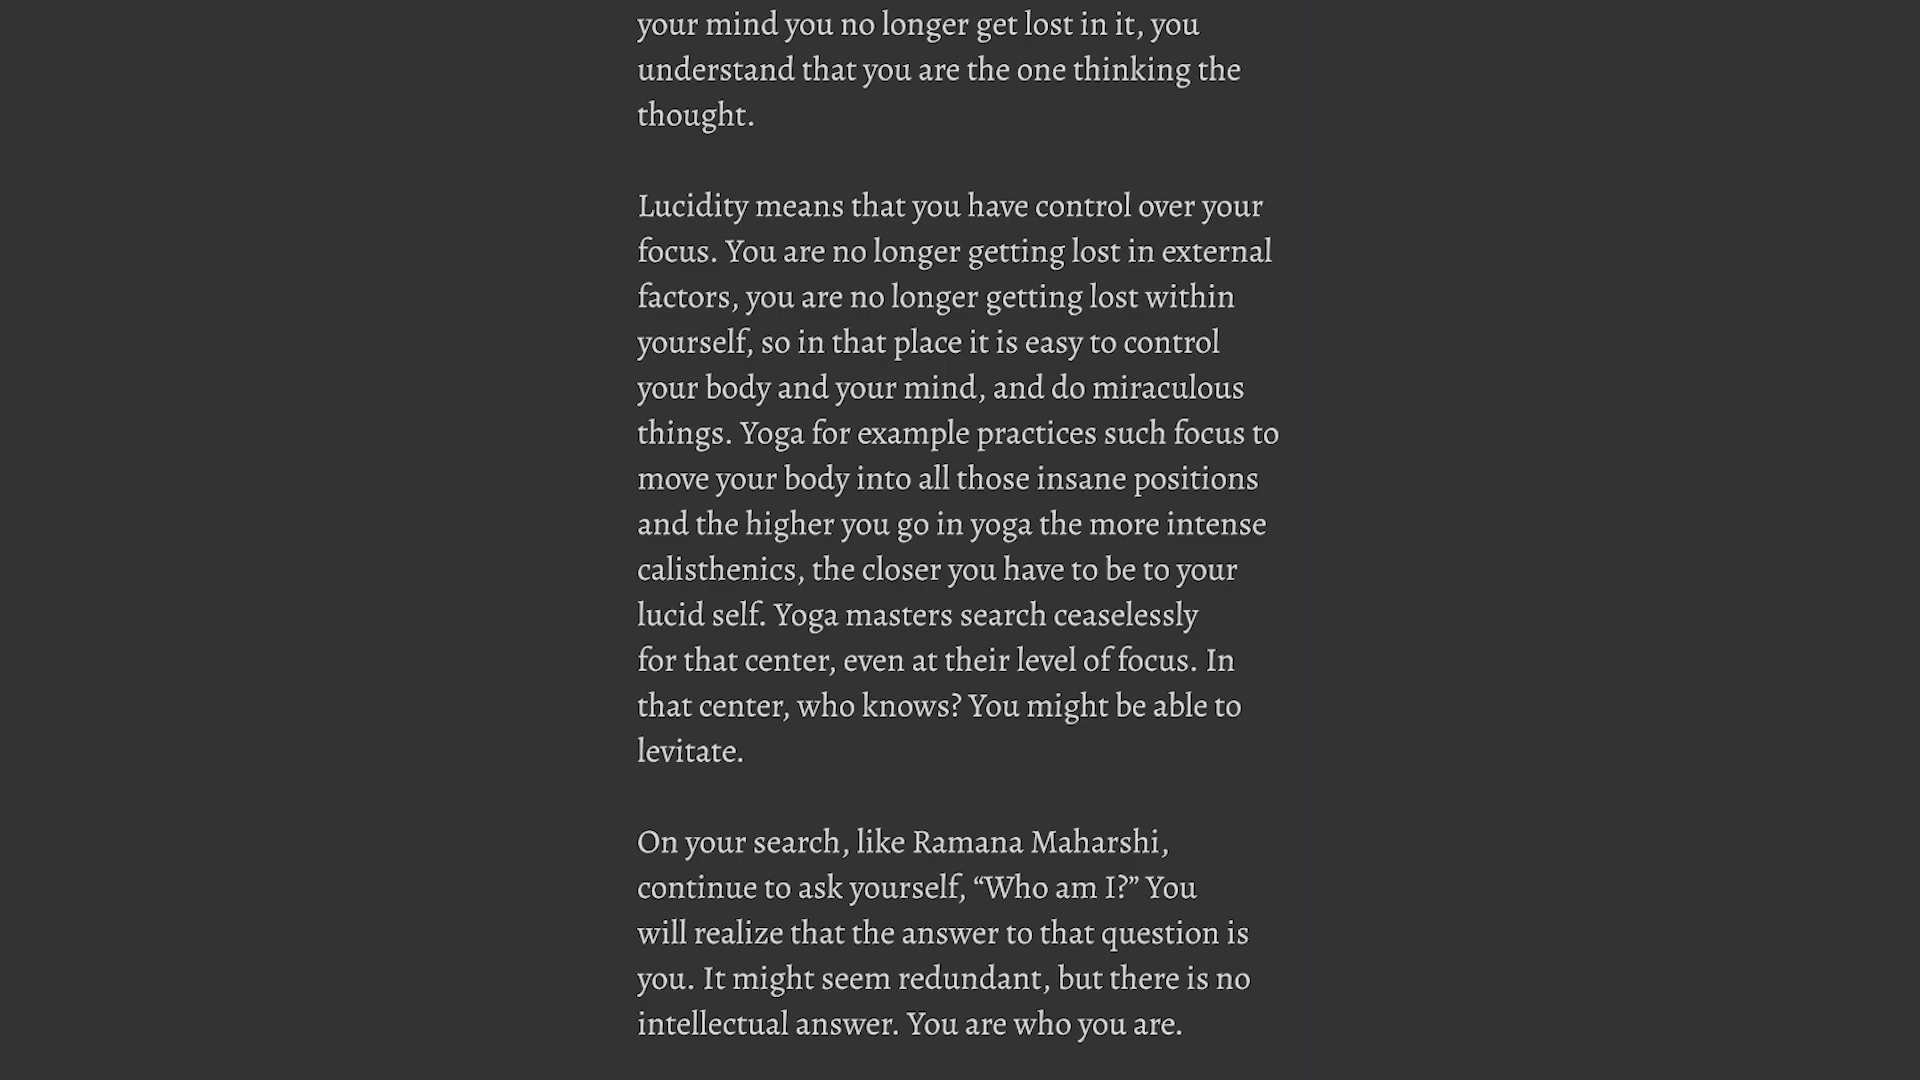 your mind you no longer get lost in it, you
understand that you are the one thinking the
thought.
Lucidity means that you have control over your
focus. You are no longer getting lost in external
factors, you are no longer getting lost within
yourself, so in that place it is easy to control
your body and your mind, and do miraculous
things. Yoga for example practices such focus to
move your body into all those insane positions
and the higher you go in yoga the more intense
calisthenics, the closer you have to be to your
lucid self. Yoga masters search ceaselessly
for that center, even at their level of focus. In
that center, who knows? You might be able to
levitate.
On your search, like Ramana Maharshi,
continue to ask yourself, “Who am I?” You
will realize that the answer to that question is
you. It might seem redundant, but there is no
intellectual answer. You are who you are.